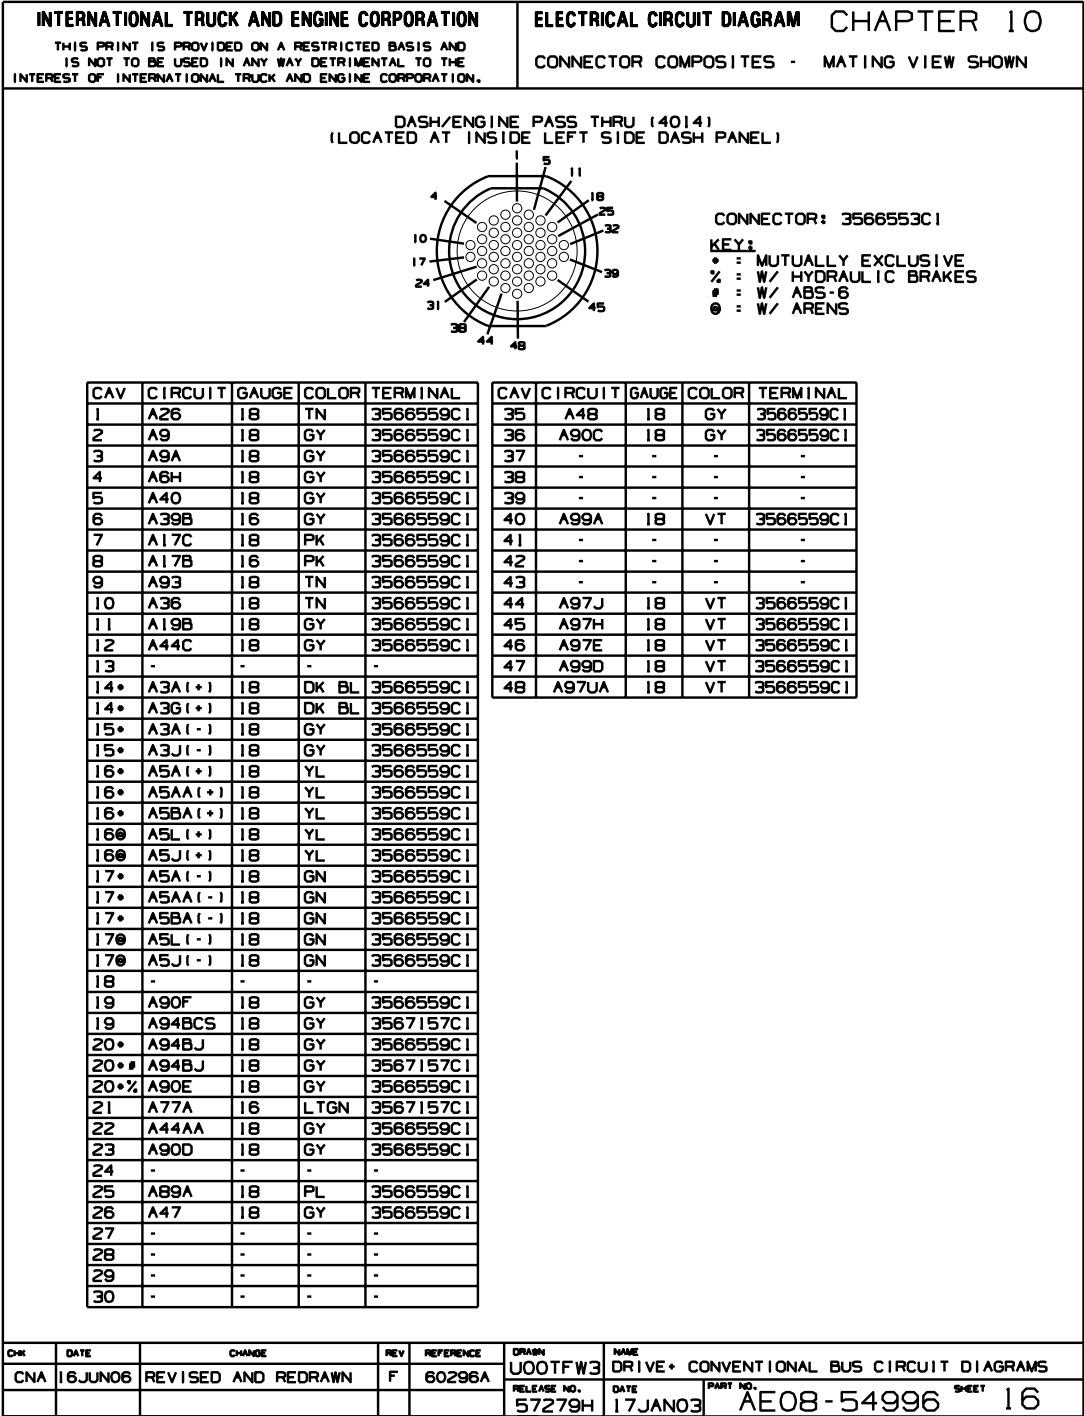 INTERNATIONAL TRUCK AND ENGINE CORPORATION
THIS PRINT IS PROVIDED ON A RESTRICTED BASIS AND
IS NOT TO BE USED IN ANY WAY DETRIMENTAL TO THE
INTEREST OF INTERNATIONAL TRUCK AND ENGINE CORPORATION.
ELECTRICAL CIRCUIT DIAGRAM CHAPTER 10
CONNECTOR COMPOSITES - MATING VIEW SHOWN
DASH/ENGINE PASS THRU (4014)
(LOCATED AT INSIDE LEFT SIDE DASH PANEL)
1
5
11
4
18
25
32
10
17
24
39
31
45
38
44
48
CONNECTOR: 3566553C1
KEY:
* = MUTUALLY EXCLUSIVE
% = W/ HYDRAULIC BRAKES
# = W/ ABS-6
@ = W/ ARENS
CAV CIRCUIT GAUGE COLOR TERMINAL
1 A26 18 TN 3566559C1
2 A9 18 GY 3566559C1
3 A9A 18 GY 3566559C1
4 A6H 18 GY 3566559C1
5 A40 18 GY 3566559C1
6 A39B 16 GY 3566559C1
7 A17C 18 PK 3566559C1
8 A17B 16 PK 3566559C1
9 A93 18 TN 3566559C1
10 A36 18 TN 3566559C1
11 A19B 18 GY 3566559C1
12 A44C 18 GY 3566559C1
13 - - - -
14* A3A(+) 18 DK BL 3566559C1
14* A3G(+) 18 DK BL 3566559C1
15* A3A(-) 18 GY 3566559C1
15* A3J(-) 18 GY 3566559C1
16* A5A(+) 18 YL 3566559C1
16* A5AA(+) 18 YL 3566559C1
16* A5BA(+) 18 YL 3566559C1
16@ A5L(+) 18 YL 3566559C1
16@ A5J(+) 18 YL 3566559C1
17* A5A(-) 18 GN 3566559C1
17* A5AA(-) 18 GN 3566559C1
17* A5BA(-) 18 GN 3566559C1
17@ A5L(-) 18 GN 3566559C1
17@ A5J(-) 18 GN 3566559C1
18 - - - -
19 A90F 18 GY 3566559C1
19 A94BCS 18 GY 3567157C1
20* A94BJ 18 GY 3566559C1
20*# A94BJ 18 GY 3567157C1
20*% A90E 18 GY 3566559C1
21 A77A 16 LTGN 3567157C1
22 A44AA 18 GY 3566559C1
23 A90D 18 GY 3566559C1
24 - - - -
25 A89A 18 PL 3566559C1
26 A47 18 GY 3566559C1
27 - - - -
28 - - - -
29 - - - -
30 - - - -
CAV CIRCUIT GAUGE COLOR TERMINAL
35 A48 18 GY 3566559C1
36 A90C 18 GY 3566559C1
37 - - - -
38 - - - -
39 - - - -
40 A99A 18 VT 3566559C1
41 - - - -
42 - - - -
43 - - - -
44 A97J 18 VT 3566559C1
45 A97H 18 VT 3566559C1
46 A97E 18 VT 3566559C1
47 A99D 18 VT 3566559C1
48 A97UA 18 VT 3566559C1
CHK DATE CHANGE REV REFERENCE
CNA 16JUN06 REVISED AND REDRAWN F 60296A
DRAWN
U00TFW3
NAME
DRIVE+ CONVENTIONAL BUS CIRCUIT DIAGRAMS
RELEASE NO.
57279H
DATE
17JAN03
PART NO. AE08-54996 SHEET 16